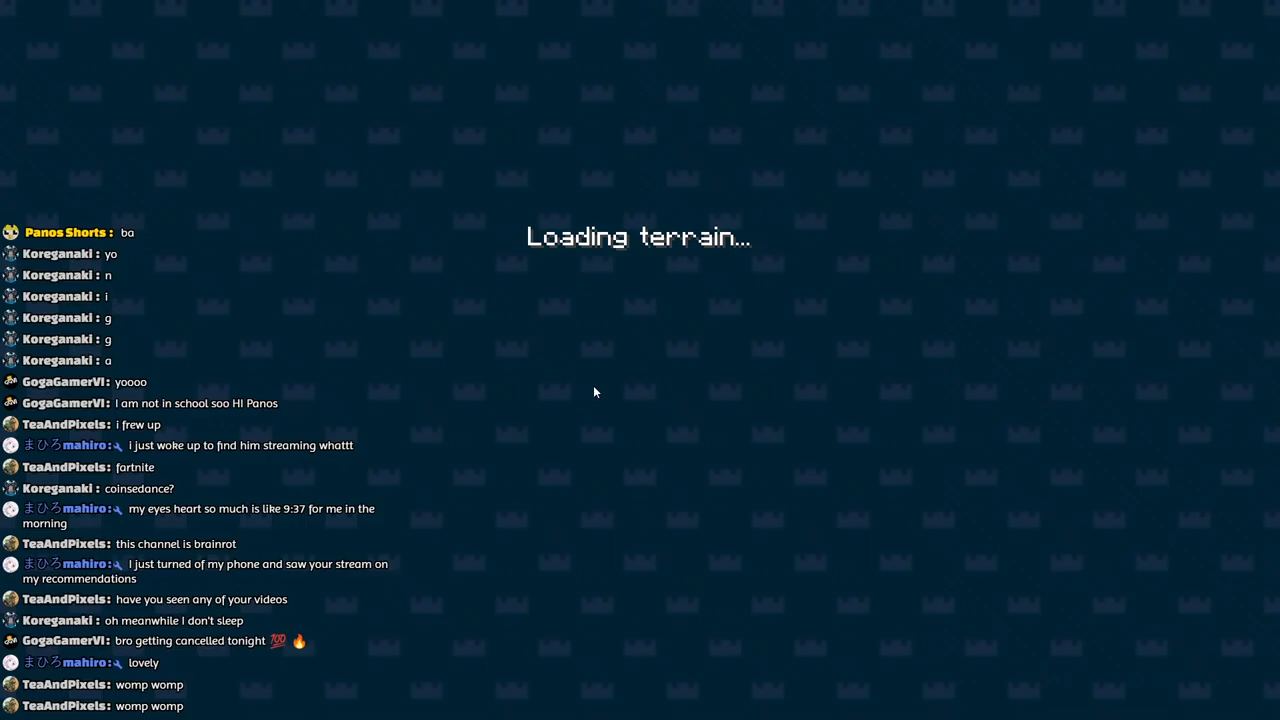 Loading terrain...
Panos Shorts : ba
Koreganaki : yo
Koreganaki : n
Koreganaki : i
Koreganaki : g
Koreganaki : g
Koreganaki : a
GogaGamerVI: yoooo
GogaGamerVI: I am not in school soo HI Panos
TeaAndPixels: i frew up
まひろmahiro: i just woke up to find him streaming whattt
TeaAndPixels: fartnite
Koreganaki : coinsedance?
まひろmahiro: my eyes heart so much is like 9:37 for me in the
morning
TeaAndPixels: this channel is brainrot
まひろmahiro: I just turned of my phone and saw your stream on
my recommendations
TeaAndPixels: have you seen any of your videos
Koreganaki : oh meanwhile I don't sleep
GogaGamerVI: bro getting cancelled tonight 💯 🔥
まひろmahiro: lovely
TeaAndPixels: womp womp
TeaAndPixels: womp womp